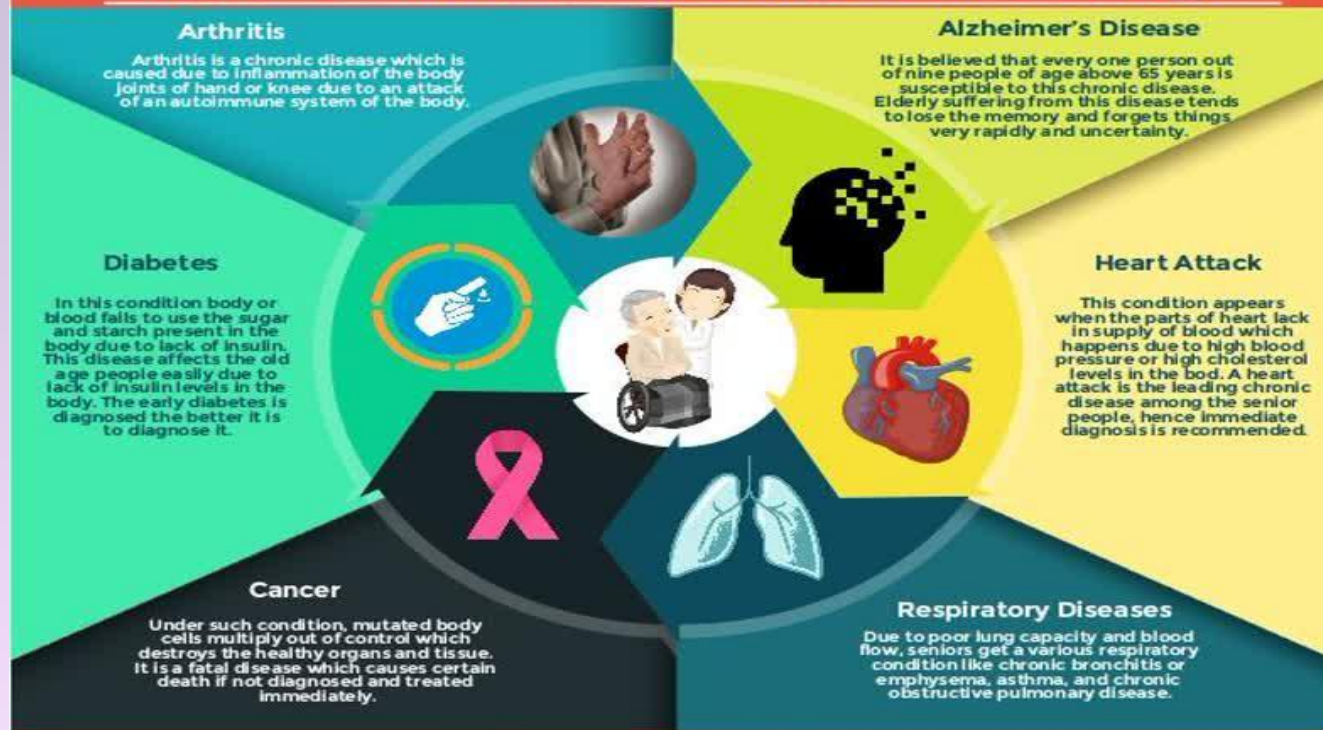 Arthritis
Arthritis is a chronic disease which is
caused due to inflammation of the body
joints of hand or knee due to an attack
of an autoimmune system of the body.
Alzheimer's Disease
It is believed that every one person out
of nine people of age above 65 years is
susceptible to this chronic disease.
Elderly suffering from this disease tends
to lose the memory and forgets things
very rapidly and uncertainty.
Diabetes
In this condition body or
blood fails to use the sugar
and starch present in the
body due to lack of insulin.
This disease affects the old
age people easily due to
lack of insulin levels in the
body. The early diabetes is
diagnosed the better it is
to diagnose it.
Heart Attack
This condition appears
when the parts of heart lack
in supply of blood which
happens due to high blood
pressure or high cholesterol
levels in the bod. A heart
attack is the leading chronic
disease among the senior
people, hence immediate
diagnosis is recommended.
Cancer
Under such condition, mutated body
cells multiply out of control which
destroys the healthy organs and tissue.
It is a fatal disease which causes certain
death if not diagnosed and treated
immediately.
Respiratory Diseases
Due to poor lung capacity and blood
flow, seniors get a various respiratory
condition like chronic bronchitis or
emphysema, asthma, and chronic
obstructive pulmonary disease.